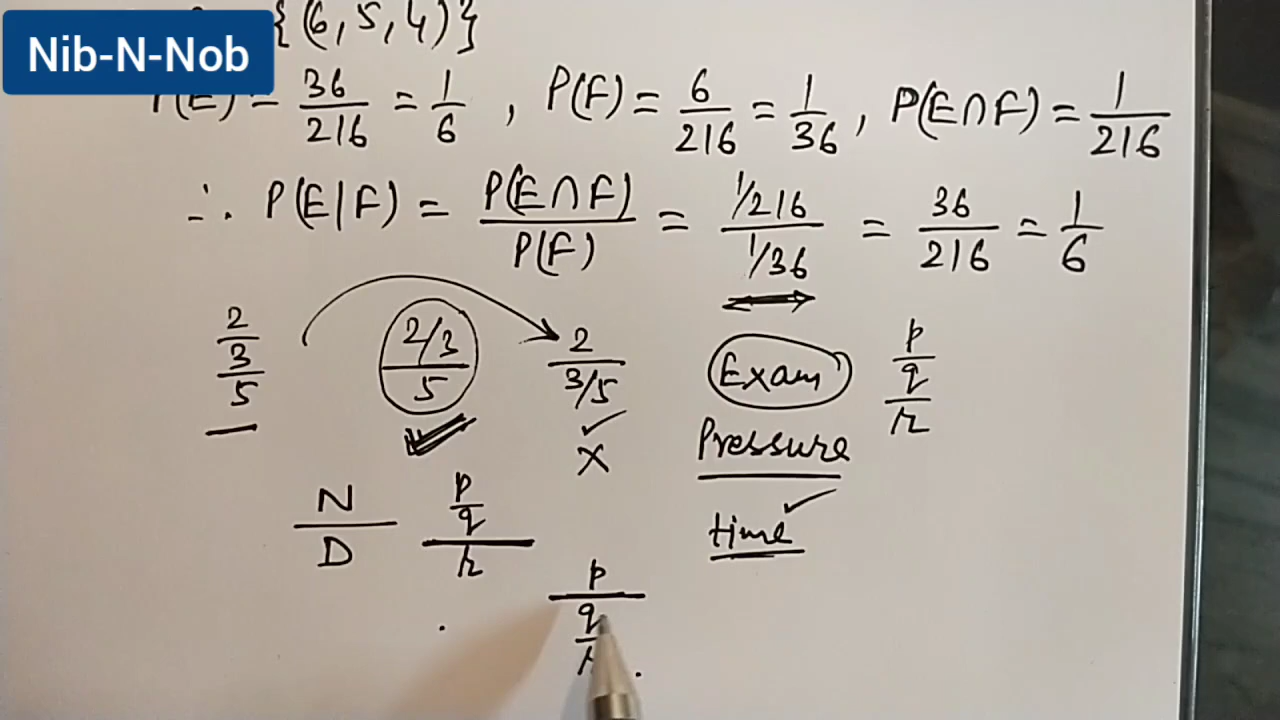 Nib-N-Nob
{(6, 5, 4)}
P(E) = 36/216 = 1/6 , P(F) = 6/216 = 1/36 , P(E∩F) = 1/216
∴ P(E|F) = P(E∩F)/P(F) = (1/216)/(1/36) = 36/216 = 1/6
2/3/5 (2/3)/5 2/(3/5) Exam p/q/r
✓ ✓ X Pressure
N/D (p/q)/r time ✓
p/(q/r)